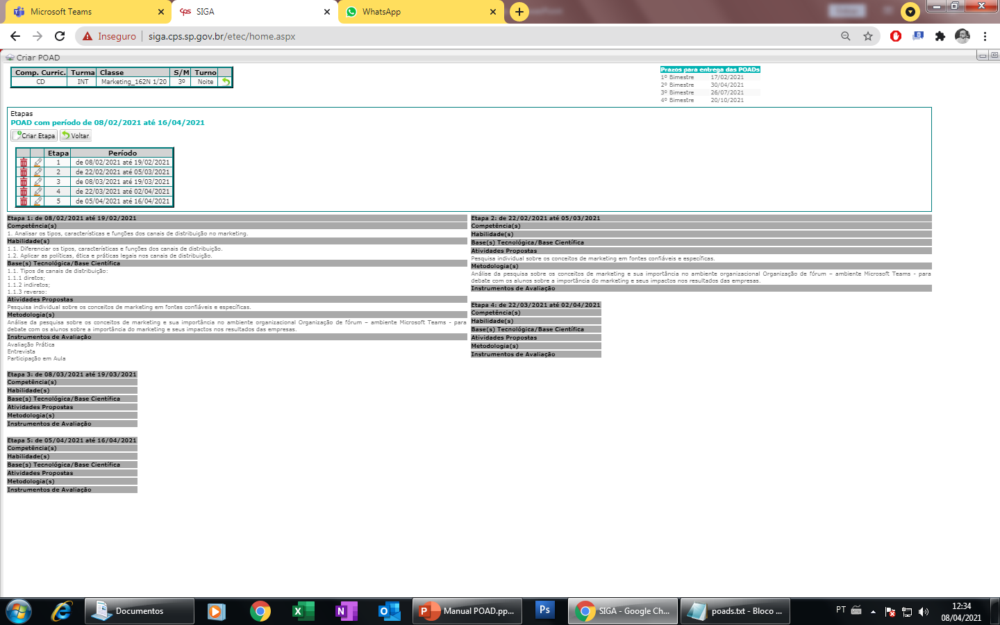 Microsoft Teams
SIGA
WhatsApp
Inseguro
siga.cps.sp.gov.br/etec/home.aspx
Criar POAD
Comp. Curric. Turma Classe S/M Turno
CD INT Marketing_162N 1/20 3º Noite
Prazos para entrega das POADs
1º Bimestre 17/02/2021
2º Bimestre 30/04/2021
3º Bimestre 26/07/2021
4º Bimestre 20/10/2021
Etapas
POAD com período de 08/02/2021 até 16/04/2021
Criar Etapa Voltar
Etapa Período
1 de 08/02/2021 até 19/02/2021
2 de 22/02/2021 até 05/03/2021
3 de 08/03/2021 até 19/03/2021
4 de 22/03/2021 até 02/04/2021
5 de 05/04/2021 até 16/04/2021
Etapa 1: de 08/02/2021 até 19/02/2021
Competência(s)
1. Analisar os tipos, características e funções dos canais de distribuição no marketing.
Habilidade(s)
1.1. Diferenciar os tipos, características e funções dos canais de distribuição.
1.2. Aplicar as políticas, ética e práticas legais nos canais de distribuição.
Base(s) Tecnológica/Base Científica
1.1. Tipos de canais de distribuição:
1.1.1 diretos;
1.1.2 indiretos;
1.1.3 reverso:
Atividades Propostas
Pesquisa individual sobre os conceitos de marketing em fontes confiáveis e específicas.
Metodologia(s)
Análise da pesquisa sobre os conceitos de marketing e sua importância no ambiente organizacional Organização de fórum – ambiente Microsoft Teams - para
debate com os alunos sobre a importância do marketing e seus impactos nos resultados das empresas.
Instrumentos de Avaliação
Avaliação Prática
Entrevista
Participação em Aula
Etapa 2: de 22/02/2021 até 05/03/2021
Competência(s)
Habilidade(s)
Base(s) Tecnológica/Base Científica
Atividades Propostas
Pesquisa individual sobre os conceitos de marketing em fontes confiáveis e específicas.
Metodologia(s)
Análise da pesquisa sobre os conceitos de marketing e sua importância no ambiente organizacional Organização de fórum – ambiente Microsoft Teams - para
debate com os alunos sobre a importância do marketing e seus impactos nos resultados das empresas.
Instrumentos de Avaliação
Etapa 3: de 08/03/2021 até 19/03/2021
Competência(s)
Habilidade(s)
Base(s) Tecnológica/Base Científica
Atividades Propostas
Metodologia(s)
Instrumentos de Avaliação
Etapa 4: de 22/03/2021 até 02/04/2021
Competência(s)
Habilidade(s)
Base(s) Tecnológica/Base Científica
Atividades Propostas
Metodologia(s)
Instrumentos de Avaliação
Etapa 5: de 05/04/2021 até 16/04/2021
Competência(s)
Habilidade(s)
Base(s) Tecnológica/Base Científica
Atividades Propostas
Metodologia(s)
Instrumentos de Avaliação
Documentos
Manual POAD.pp...
Ps
SIGA - Google Ch...
poads.txt - Bloco ...
PT
12:34
08/04/2021